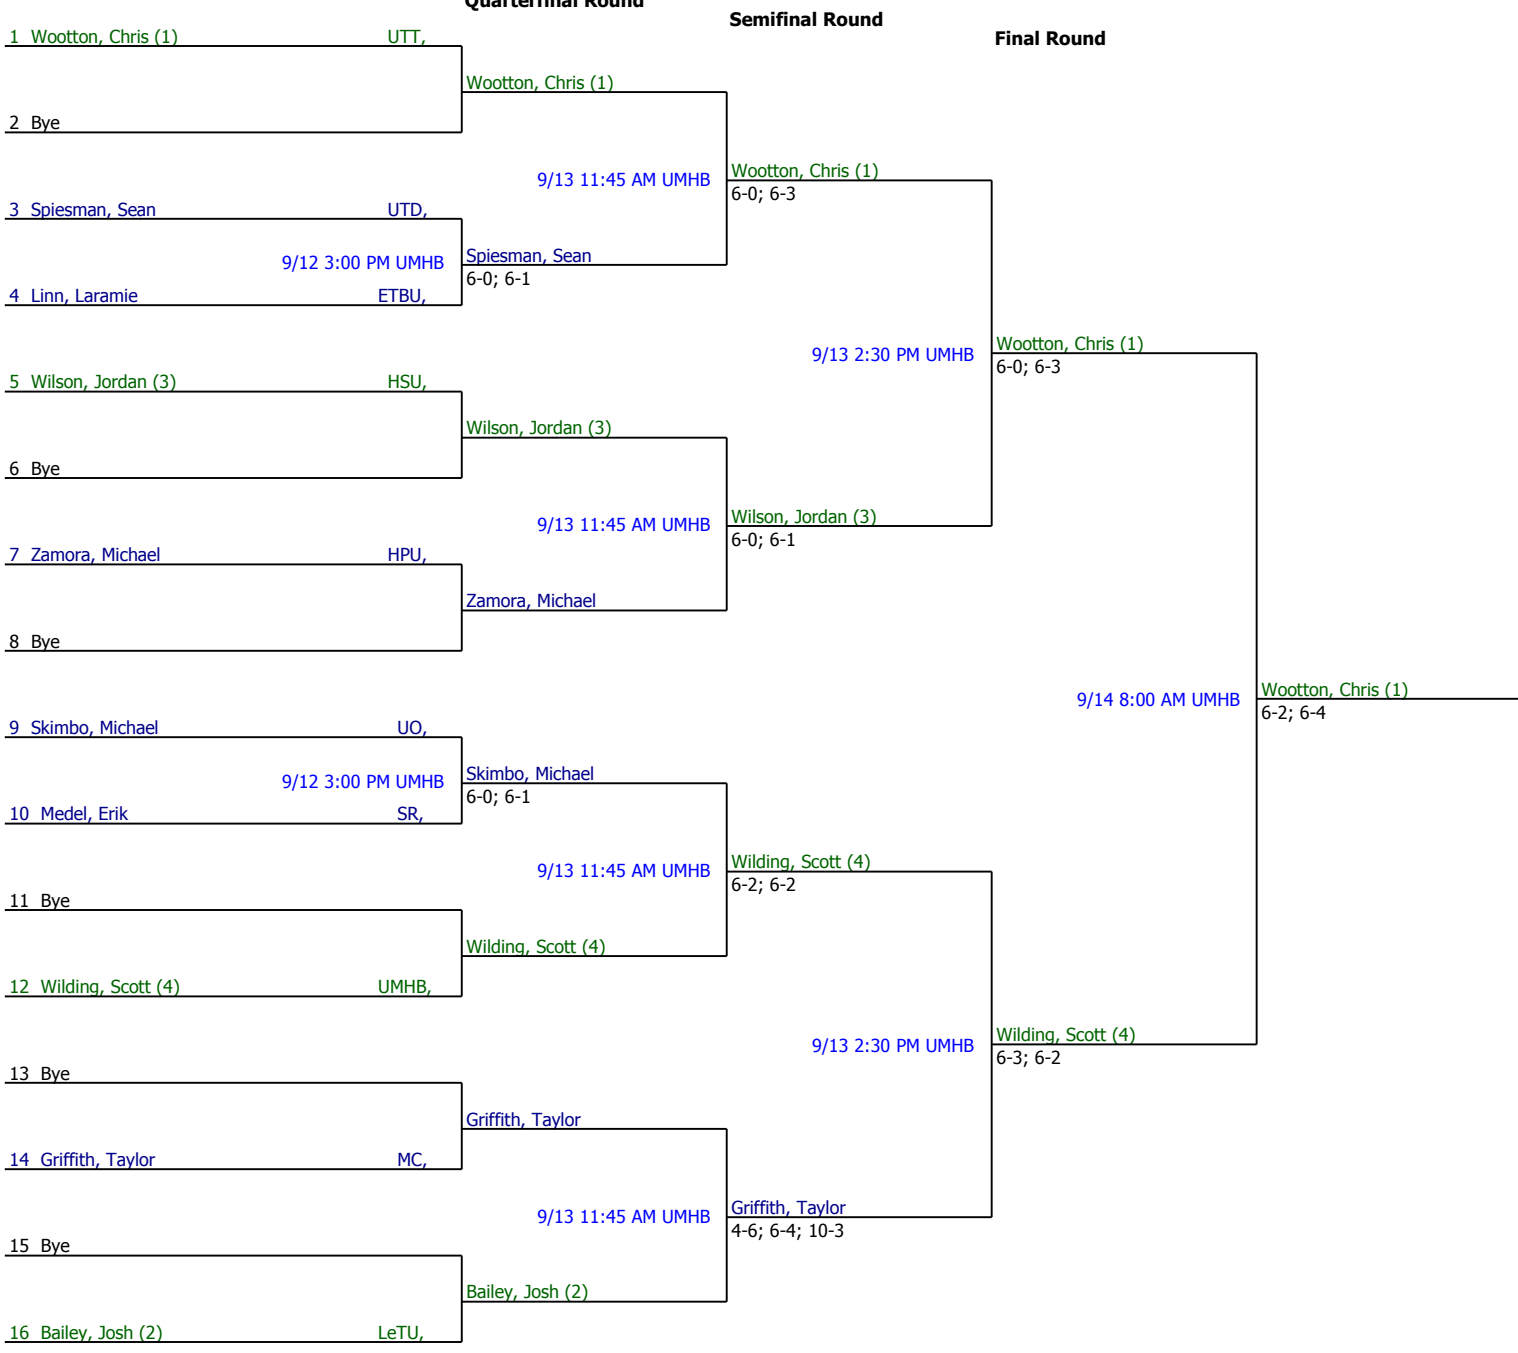 Quarterfinal Round
Semifinal Round
Final Round
1 Wootton, Chris (1) UTT,
Wootton, Chris (1)
2 Bye
9/13 11:45 AM UMHB
Wootton, Chris (1)
6-0; 6-3
3 Spiesman, Sean UTD,
9/12 3:00 PM UMHB
Spiesman, Sean
6-0; 6-1
4 Linn, Laramie ETBU,
9/13 2:30 PM UMHB
Wootton, Chris (1)
6-0; 6-3
5 Wilson, Jordan (3) HSU,
Wilson, Jordan (3)
6 Bye
9/13 11:45 AM UMHB
Wilson, Jordan (3)
6-0; 6-1
7 Zamora, Michael HPU,
Zamora, Michael
8 Bye
9/14 8:00 AM UMHB
Wootton, Chris (1)
6-2; 6-4
9 Skimbo, Michael UO,
9/12 3:00 PM UMHB
Skimbo, Michael
6-0; 6-1
10 Medel, Erik SR,
9/13 11:45 AM UMHB
Wilding, Scott (4)
6-2; 6-2
11 Bye
Wilding, Scott (4)
12 Wilding, Scott (4) UMHB,
9/13 2:30 PM UMHB
Wilding, Scott (4)
6-3; 6-2
13 Bye
Griffith, Taylor
14 Griffith, Taylor MC,
9/13 11:45 AM UMHB
Griffith, Taylor
4-6; 6-4; 10-3
15 Bye
Bailey, Josh (2)
16 Bailey, Josh (2) LeTU,